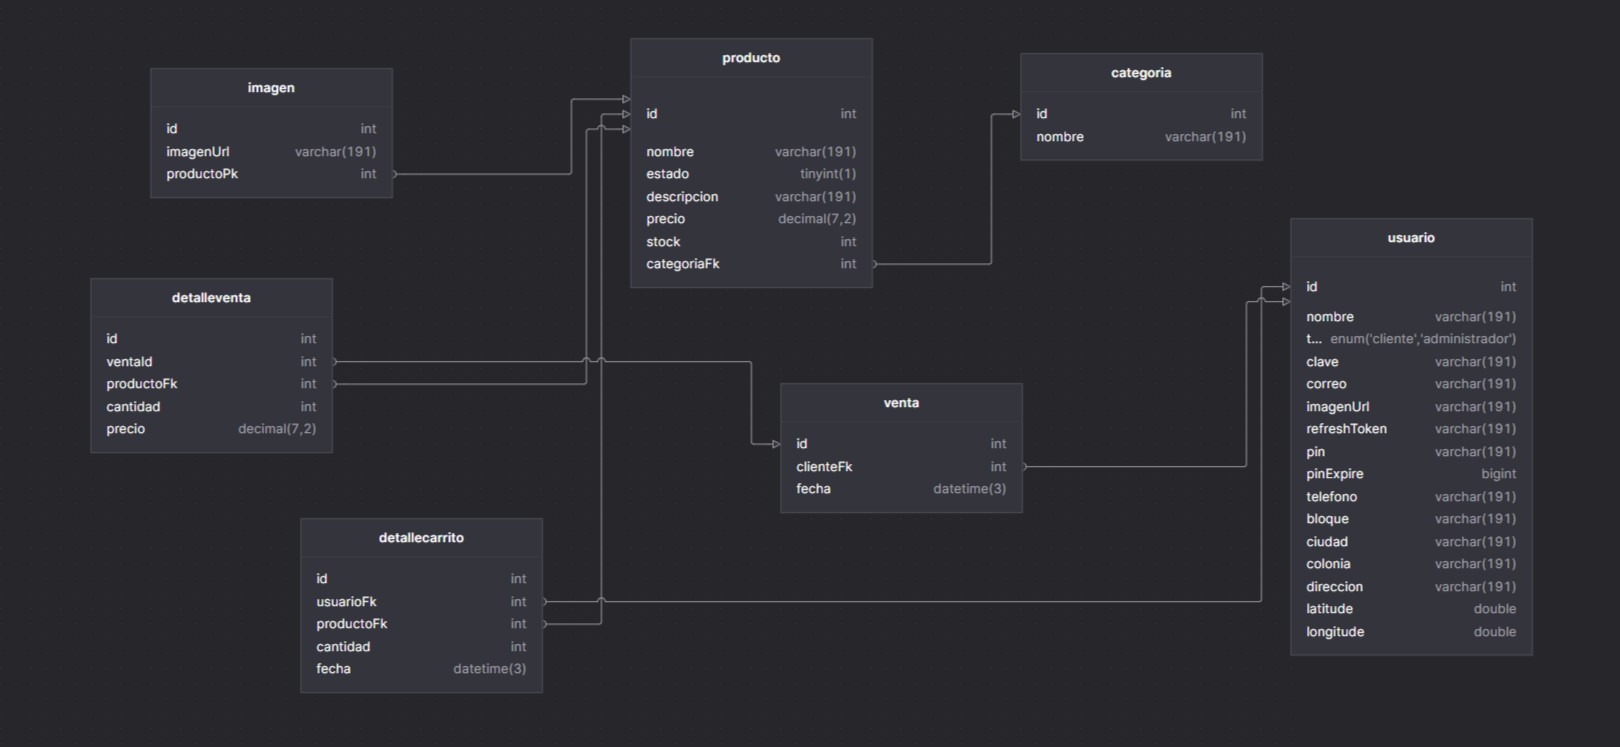 imagen
id int
imagenUrl varchar(191)
productoPk int
producto
id int
nombre varchar(191)
estado tinyint(1)
descripcion varchar(191)
precio decimal(7,2)
stock int
categoriaFk int
categoria
id int
nombre varchar(191)
detalleventa
id int
ventaId int
productoFk int
cantidad int
precio decimal(7,2)
venta
id int
clienteFk int
fecha datetime(3)
usuario
id int
nombre varchar(191)
t... enum('cliente','administrador')
clave varchar(191)
correo varchar(191)
imagenUrl varchar(191)
refreshToken varchar(191)
pin varchar(191)
pinExpire bigint
telefono varchar(191)
bloque varchar(191)
ciudad varchar(191)
colonia varchar(191)
direccion varchar(191)
latitude double
longitude double
detallecarrito
id int
usuarioFk int
productoFk int
cantidad int
fecha datetime(3)